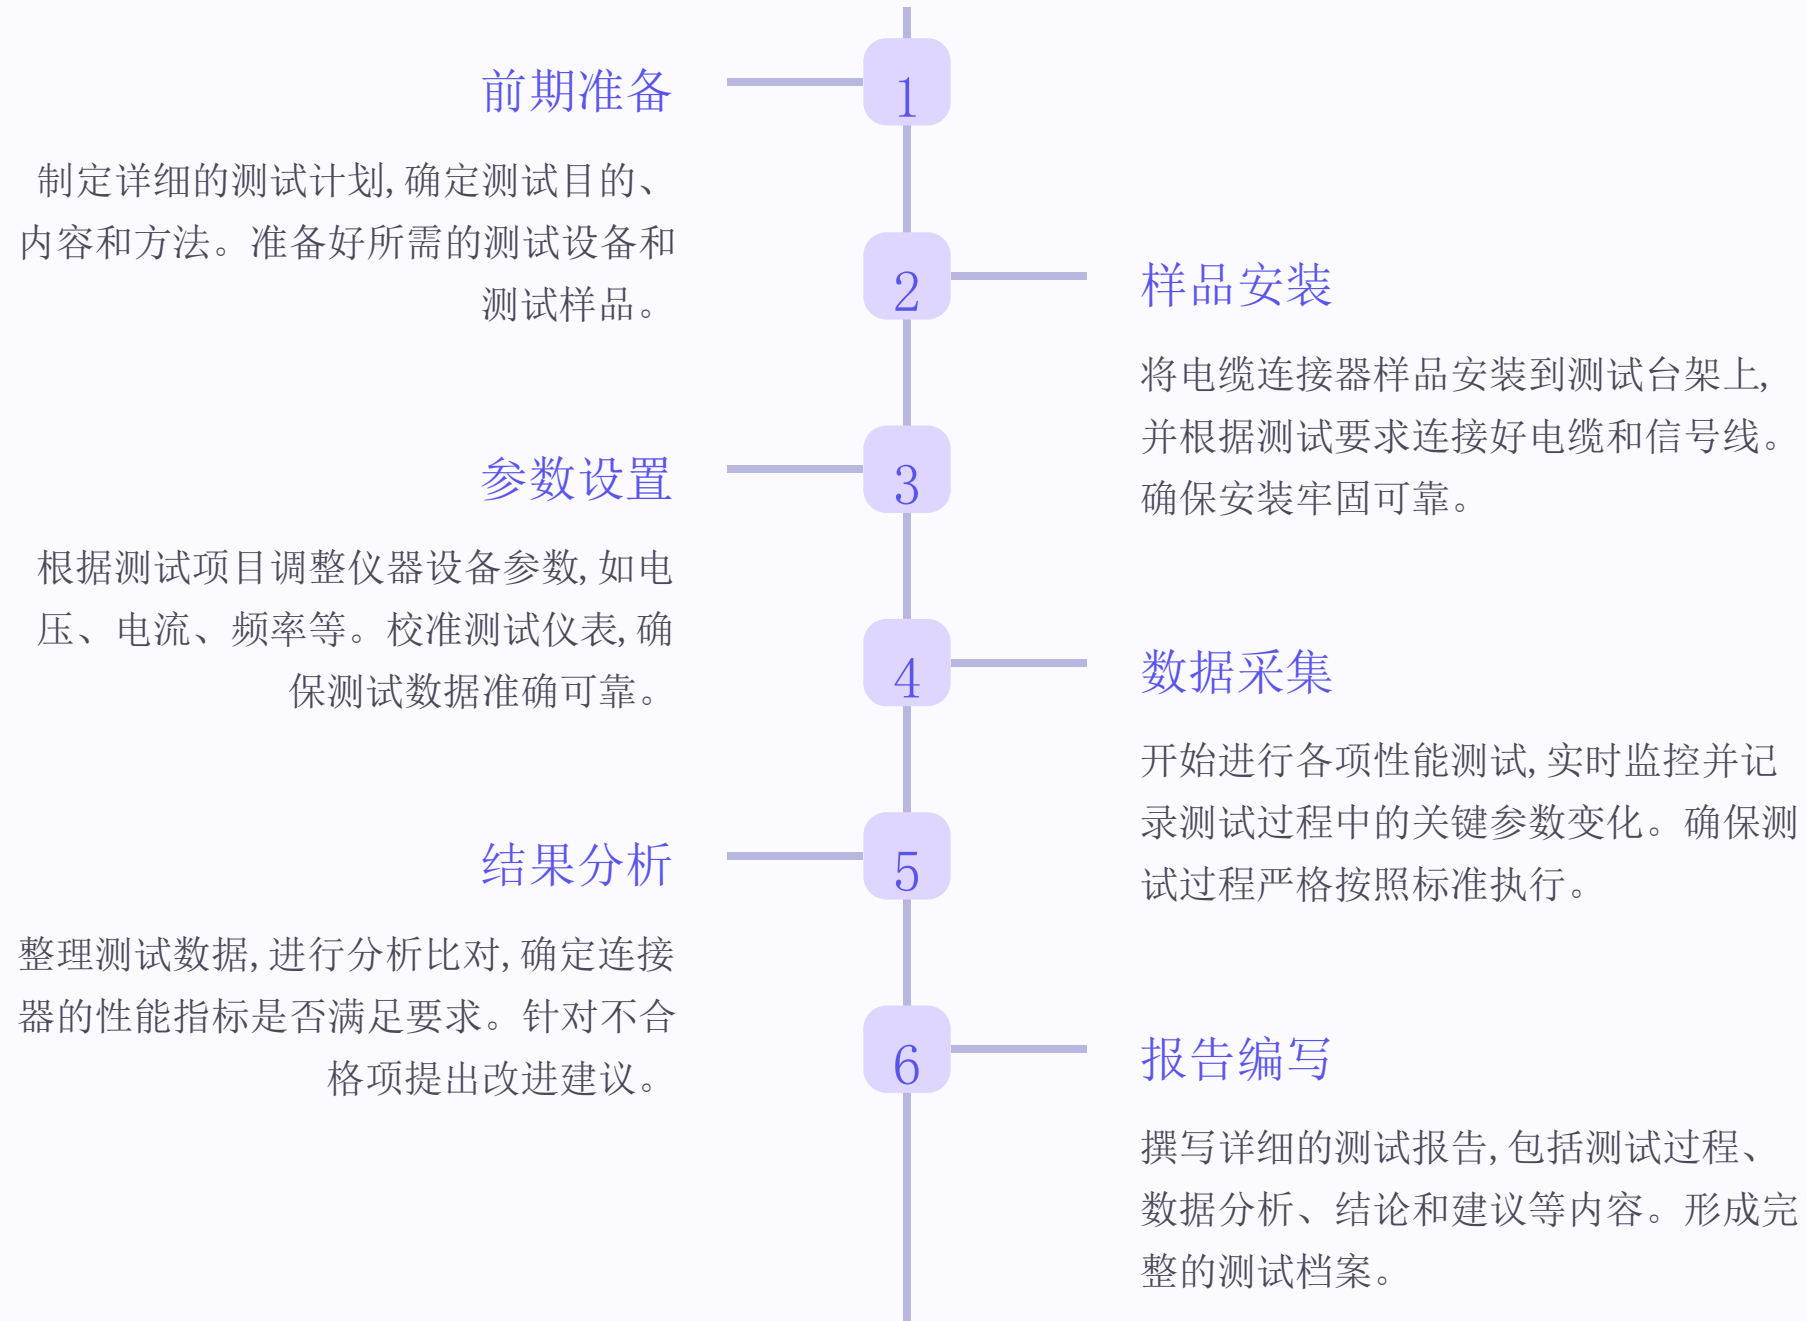 1
前期准备
制定详细的测试计划,确定测试目的、
内容和方法。准备好所需的测试设备和
测试样品。
2
样品安装
将电缆连接器样品安装到测试台架上,
并根据测试要求连接好电缆和信号线。
确保安装牢固可靠。
3
参数设置
根据测试项目调整仪器设备参数,如电
压、电流、频率等。校准测试仪表,确
保测试数据准确可靠。
4
数据采集
开始进行各项性能测试,实时监控并记
录测试过程中的关键参数变化。确保测
试过程严格按照标准执行。
5
结果分析
整理测试数据,进行分析比对,确定连接
器的性能指标是否满足要求。针对不合
格项提出改进建议。
6
报告编写
撰写详细的测试报告,包括测试过程、
数据分析、结论和建议等内容。形成完
整的测试档案。